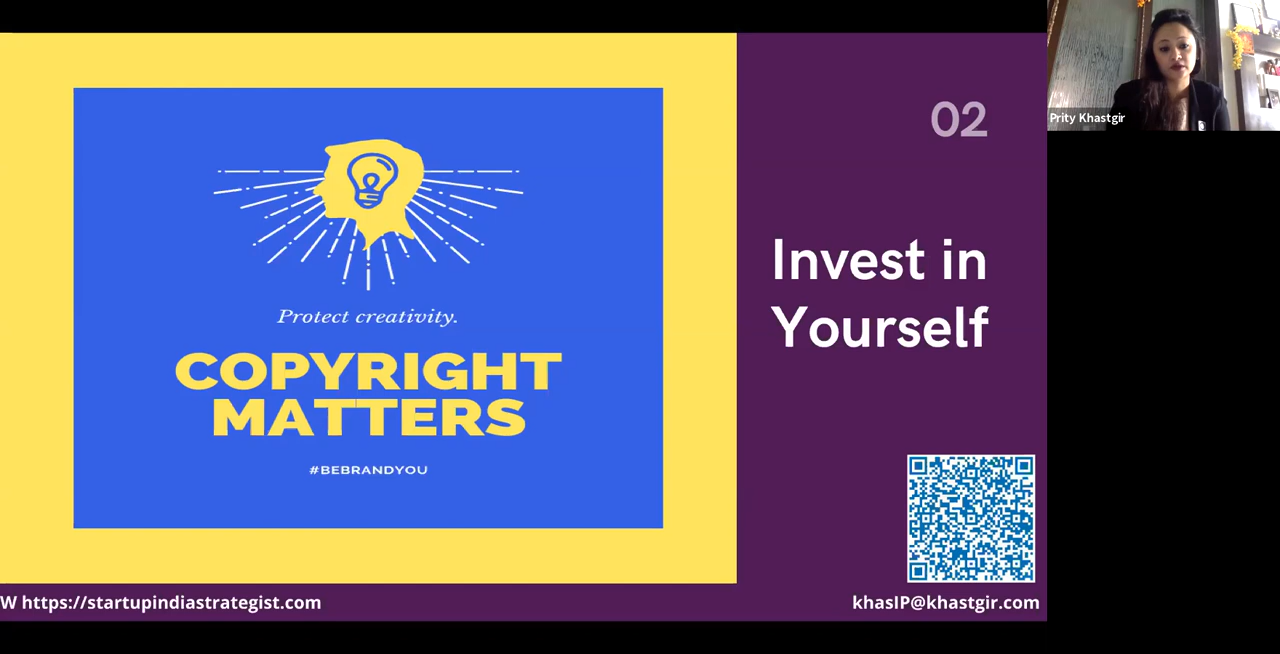 Protect creativity.
COPYRIGHT
MATTERS
#BEBRANDYOU
02
Invest in
Yourself
W https://startupindiastrategist.com
khasIP@khastgir.com
Prity Khastgir